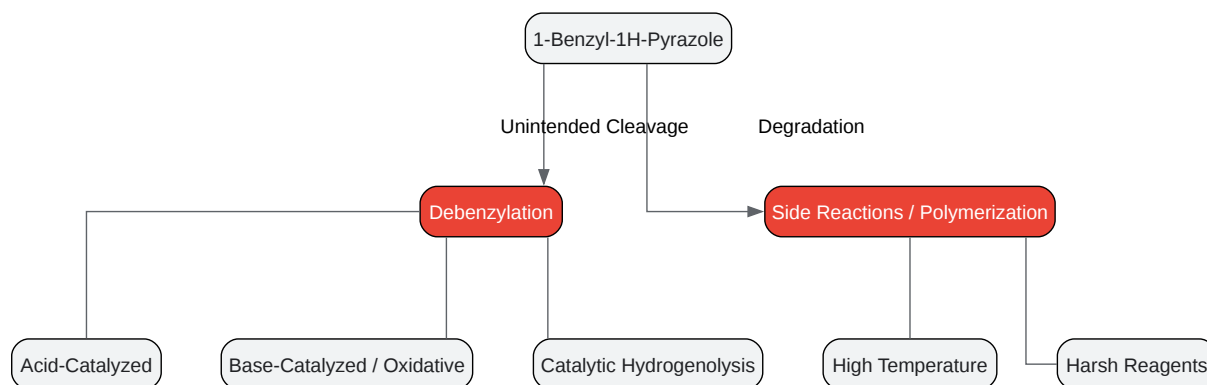 1-Benzyl-1H-Pyrazole
Unintended Cleavage
Degradation
Debenzylation
Side Reactions / Polymerization
Acid-Catalyzed
Base-Catalyzed / Oxidative
Catalytic Hydrogenolysis
High Temperature
Harsh Reagents